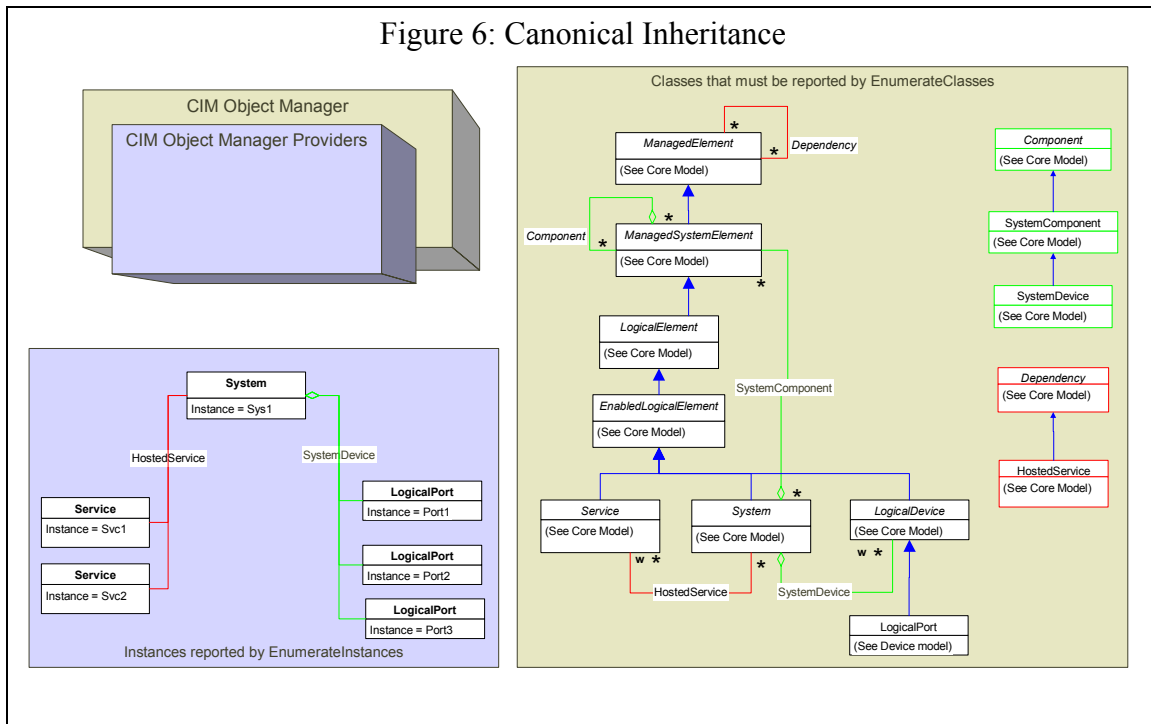 Figure 6: Canonical Inheritance
CIM Object Manager
CIM Object Manager Providers
System
Instance = Sys1
HostedService
SystemDevice
Service
Instance = Svc1
Service
Instance = Svc2
LogicalPort
Instance = Port1
LogicalPort
Instance = Port2
LogicalPort
Instance = Port3
Instances reported by EnumerateInstances
Classes that must be reported by EnumerateClasses
ManagedElement
(See Core Model)
*
*
Dependency
Component
*
*
ManagedSystemElement
(See Core Model)
*
LogicalElement
(See Core Model)
SystemComponent
EnabledLogicalElement
(See Core Model)
Service
(See Core Model)
w *
System
(See Core Model)
*
*
LogicalDevice
(See Core Model)
w *
HostedService
SystemDevice
LogicalPort
(See Device model)
Component
(See Core Model)
SystemComponent
(See Core Model)
SystemDevice
(See Core Model)
Dependency
(See Core Model)
HostedService
(See Core Model)